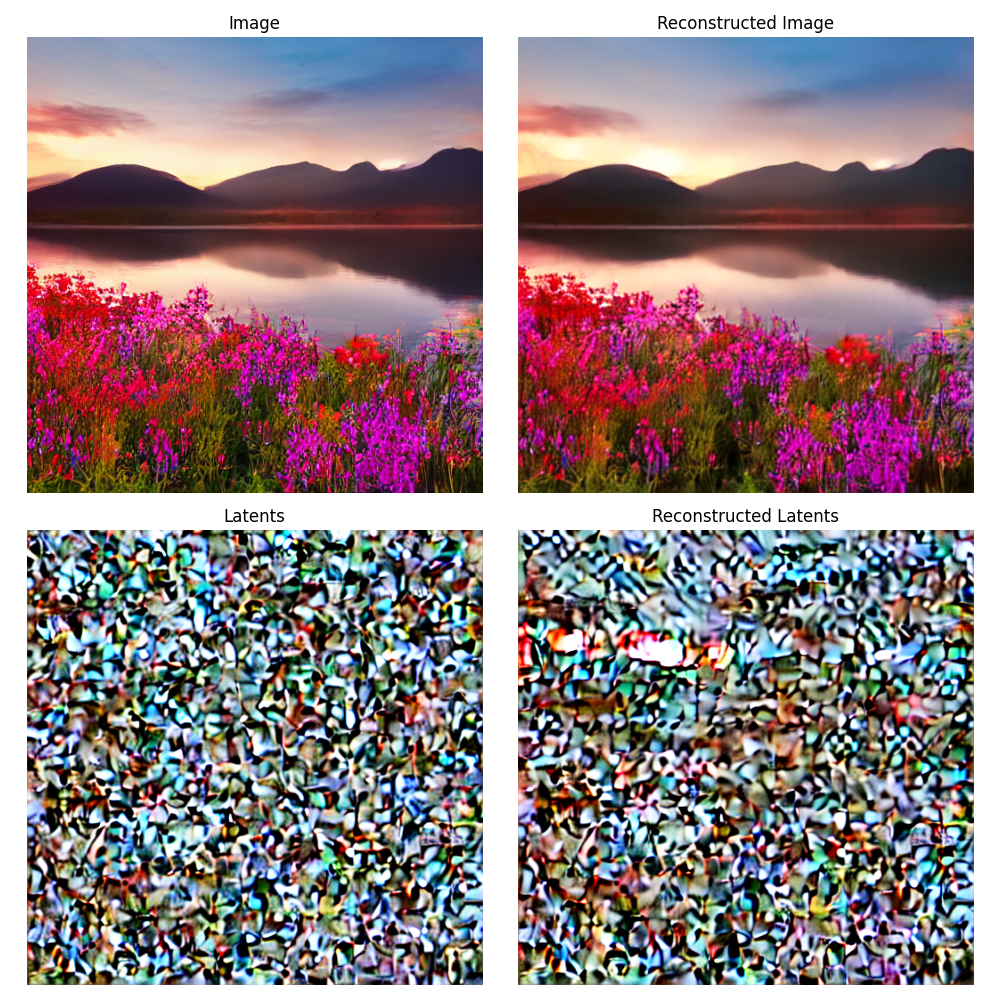 Image
Reconstructed Image
Latents
Reconstructed Latents